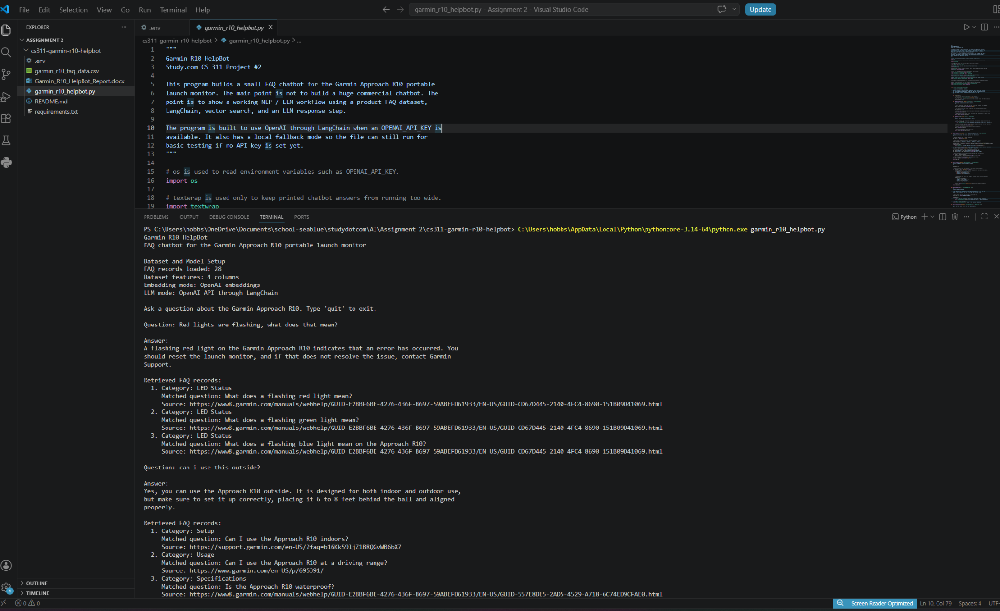 File Edit Selection View Go Run Terminal Help
garmin_r10_helpbot.py - Assignment 2 - Visual Studio Code
Update
EXPLORER
ASSIGNMENT 2
cs311-garmin-r10-helpbot
.env
garmin_r10_faq_data.csv
Garmin_R10_HelpBot_Report.docx
garmin_r10_helpbot.py
README.md
requirements.txt
OUTLINE
TIMELINE
.env
garmin_r10_helpbot.py
cs311-garmin-r10-helpbot > garmin_r10_helpbot.py > ...
1 """
2 Garmin R10 HelpBot
3 Study.com CS 311 Project #2
4
5 This program builds a small FAQ chatbot for the Garmin Approach R10 portable
6 launch monitor. The main point is not to build a huge commercial chatbot. The
7 point is to show a working NLP / LLM workflow using a product FAQ dataset,
8 LangChain, vector search, and an LLM response step.
9
10 The program is built to use OpenAI through LangChain when an OPENAI_API_KEY is
11 available. It also has a local fallback mode so the file can still run for
12 basic testing if no API key is set yet.
13 """
14
15 # os is used to read environment variables such as OPENAI_API_KEY.
16 import os
17
18 # textwrap is used only to keep printed chatbot answers from running too wide.
19 import textwrap
PROBLEMS OUTPUT DEBUG CONSOLE TERMINAL PORTS
Python
PS C:\Users\hobbs\OneDrive\Documents\school-seablue\studydotcom\AI\Assignment 2\cs311-garmin-r10-helpbot> C:\Users\hobbs\AppData\Local\Python\pythoncore-3.14-64\python.exe garmin_r10_helpbot.py
Garmin R10 HelpBot
FAQ chatbot for the Garmin Approach R10 portable launch monitor
Dataset and Model Setup
FAQ records loaded: 28
Dataset features: 4 columns
Embedding mode: OpenAI embeddings
LLM mode: OpenAI API through LangChain
Ask a question about the Garmin Approach R10. Type 'quit' to exit.
Question: Red lights are flashing, what does that mean?
Answer:
A flashing red light on the Garmin Approach R10 indicates that an error has occurred. You
should reset the launch monitor, and if that does not resolve the issue, contact Garmin
Support.
Retrieved FAQ records:
1. Category: LED Status
Matched question: What does a flashing red light mean?
Source: https://www8.garmin.com/manuals/webhelp/GUID-E2BBF6BE-4276-436F-B697-59ABEFD61933/EN-US/GUID-CD67D445-2140-4FC4-8690-151B09D41069.html
2. Category: LED Status
Matched question: What does a flashing green light mean?
Source: https://www8.garmin.com/manuals/webhelp/GUID-E2BBF6BE-4276-436F-B697-59ABEFD61933/EN-US/GUID-CD67D445-2140-4FC4-8690-151B09D41069.html
3. Category: LED Status
Matched question: What does a flashing blue light mean on the Approach R10?
Source: https://www8.garmin.com/manuals/webhelp/GUID-E2BBF6BE-4276-436F-B697-59ABEFD61933/EN-US/GUID-CD67D445-2140-4FC4-8690-151B09D41069.html
Question: can i use this outside?
Answer:
Yes, you can use the Approach R10 outside. It is designed for both indoor and outdoor use,
but make sure to set it up correctly, placing it 6 to 8 feet behind the ball and aligned
properly.
Retrieved FAQ records:
1. Category: Setup
Matched question: Can I use the Approach R10 indoors?
Source: https://support.garmin.com/en-US/?faq=b16KkS9ljZ1BRQGvWB6bX7
2. Category: Usage
Matched question: Can I use the Approach R10 at a driving range?
Source: https://www.garmin.com/en-US/p/695391/
3. Category: Specifications
Matched question: Is the Approach R10 waterproof?
Source: https://www8.garmin.com/manuals/webhelp/GUID-E2BBF6BE-4276-436F-B697-59ABEFD61933/EN-US/GUID-557E8DE5-2AD5-4529-A718-6C74ED9CFAE0.html
1
0 0
Screen Reader Optimized Ln 10, Col 79 Spaces: 4 UTF-